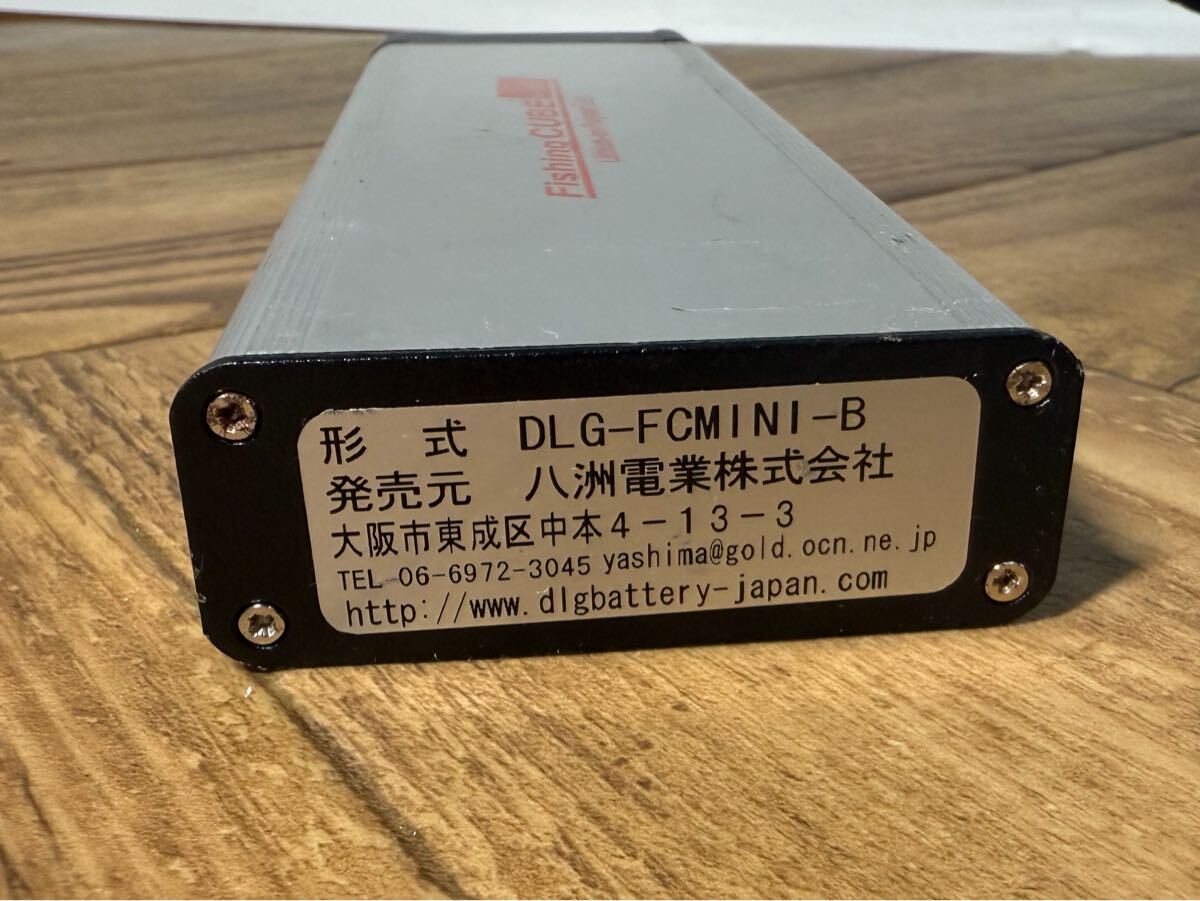 FishingCUBE
形 式 DLG-FCMINI-B
発売元 八洲電業株式会社
大阪市東成区中本4-13-3
TEL 06-6972-3045 yashima@gold.ocn.ne.jp
http://www.dlgbattery-japan.com